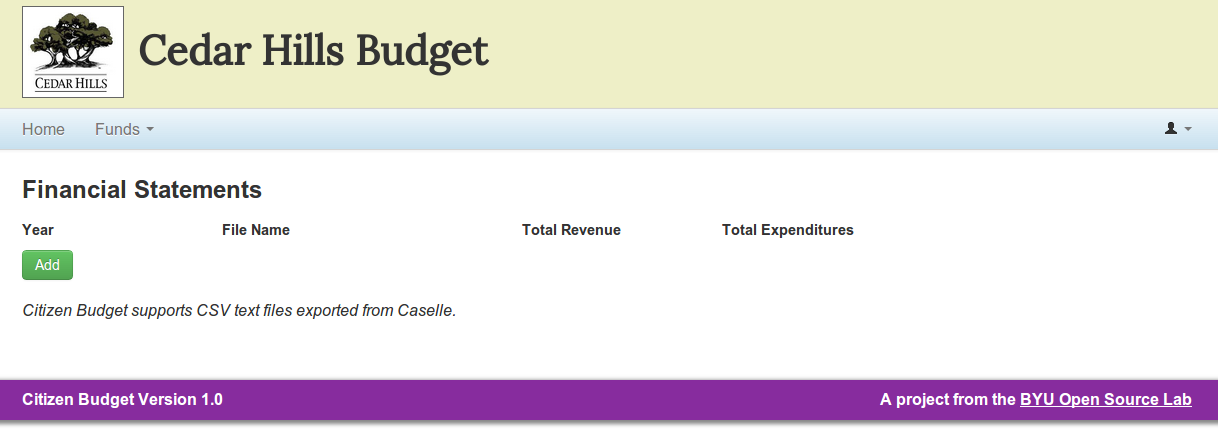 CEDAR HILLS
Cedar Hills Budget
Home Funds
Financial Statements
Year File Name Total Revenue Total Expenditures
Add
Citizen Budget supports CSV text files exported from Caselle.
Citizen Budget Version 1.0 A project from the BYU Open Source Lab